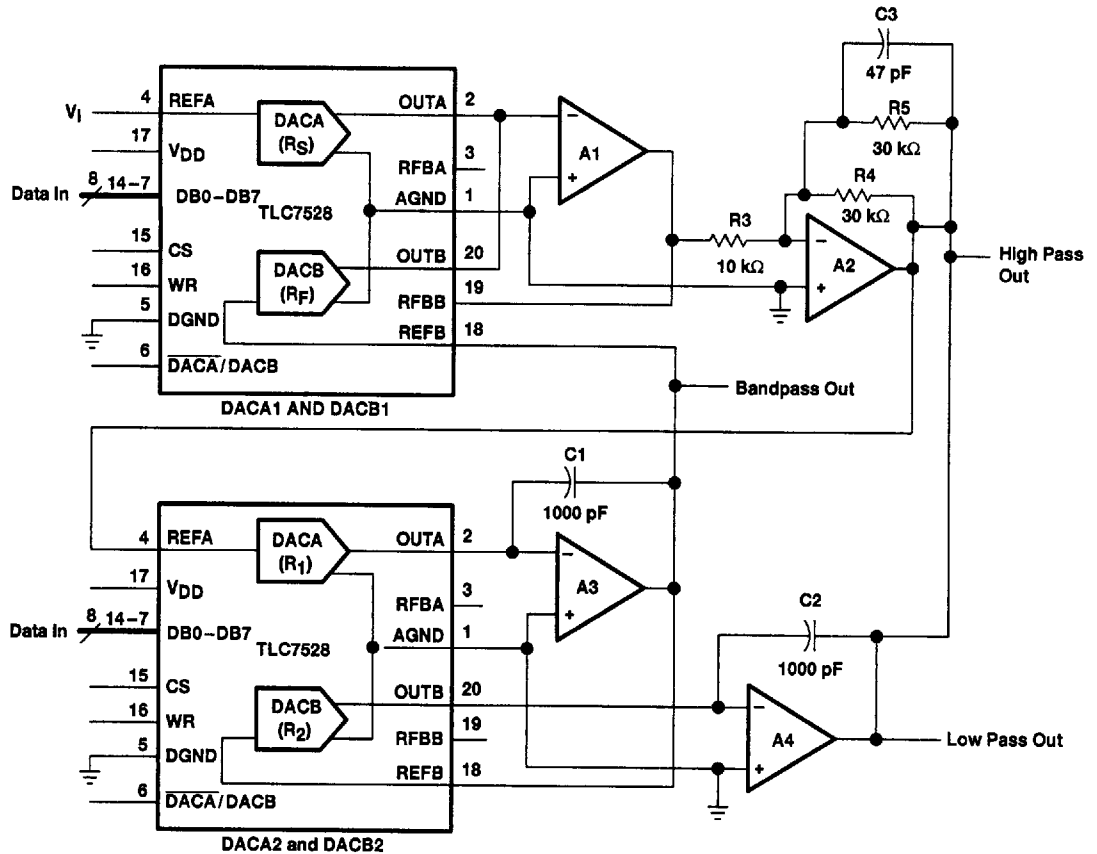 C3
47 pF
R5
30 kΩ
R4
30 kΩ
V_I
4 REFA
17 V_DD
Data In 8 14–7 DB0–DB7
TLC7528
15 CS
16 WR
5 DGND
6 D̅A̅C̅A̅/DACB
DACA
(R_S)
DACB
(R_F)
OUTA 2
RFBA 3
AGND 1
OUTB 20
RFBB 19
REFB 18
DACA1 AND DACB1
−
A1
+
R3
10 kΩ
−
A2
+
High Pass
Out
Bandpass Out
C1
1000 pF
4 REFA
17 V_DD
Data In 8 14–7 DB0–DB7
TLC7528
15 CS
16 WR
5 DGND
6 D̅A̅C̅A̅/DACB
DACA
(R_1)
DACB
(R_2)
OUTA 2
RFBA 3
AGND 1
OUTB 20
RFBB 19
REFB 18
DACA2 and DACB2
−
A3
+
C2
1000 pF
−
A4
+
Low Pass Out